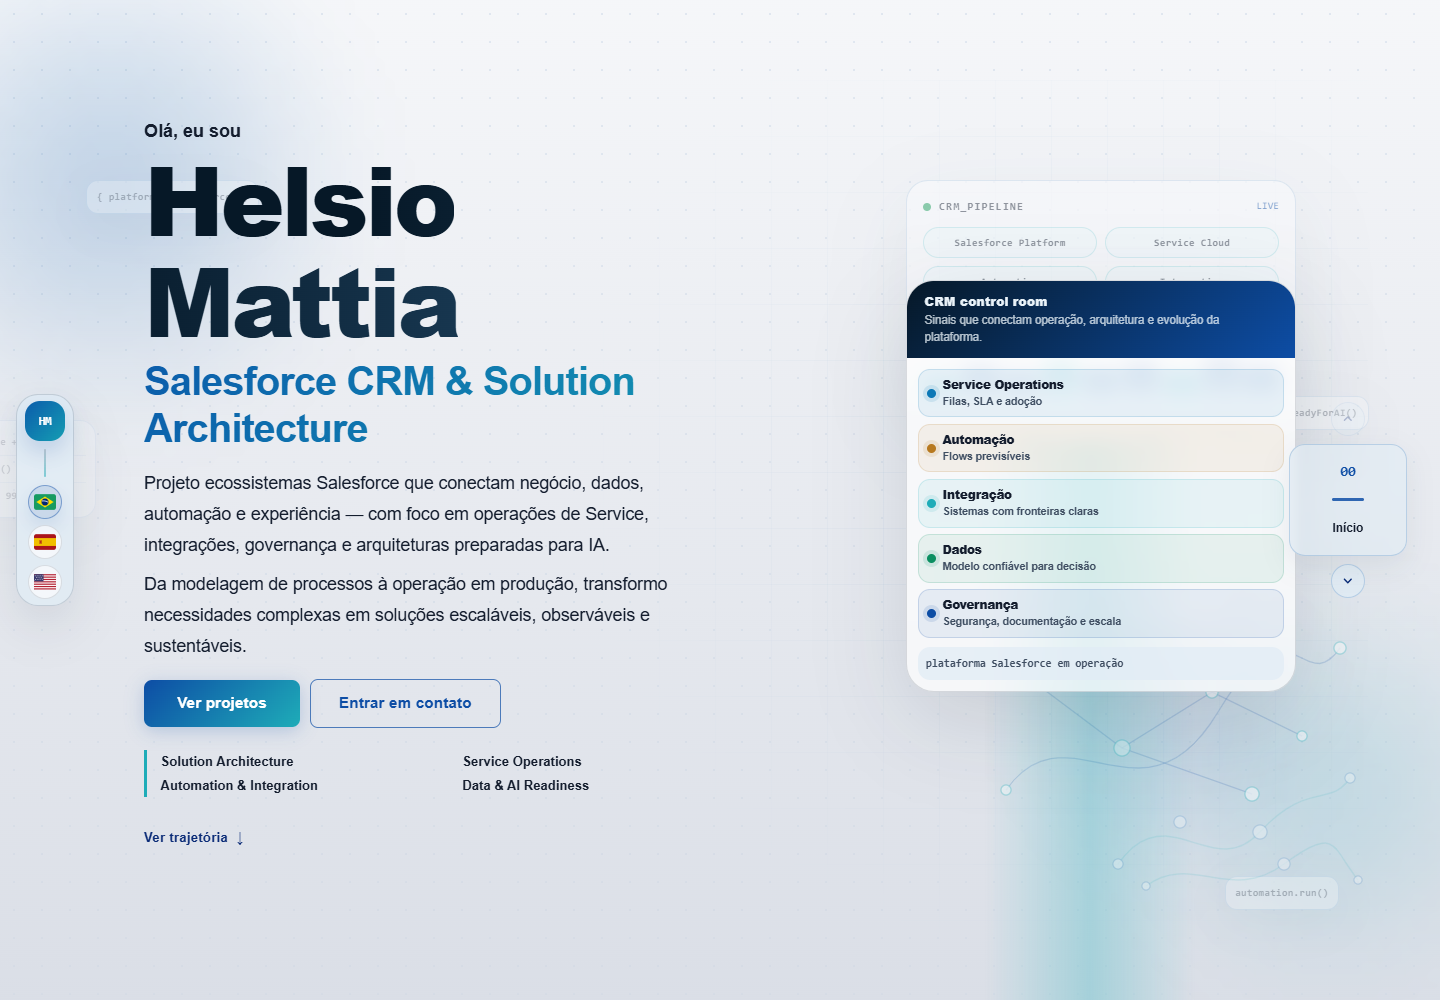 Olá, eu sou
Helsio
Mattia
Salesforce CRM & Solution
Architecture
Projeto ecossistemas Salesforce que conectam negócio, dados,
automação e experiência — com foco em operações de Service,
integrações, governança e arquiteturas preparadas para IA.
Da modelagem de processos à operação em produção, transformo
necessidades complexas em soluções escaláveis, observáveis e
sustentáveis.
Ver projetos
Entrar em contato
Solution Architecture
Service Operations
Automation & Integration
Data & AI Readiness
Ver trajetória ↓
HM
CRM_PIPELINE
LIVE
Salesforce Platform
Service Cloud
CRM control room
Sinais que conectam operação, arquitetura e evolução da
plataforma.
Service Operations
Filas, SLA e adoção
Automação
Flows previsíveis
Integração
Sistemas com fronteiras claras
Dados
Modelo confiável para decisão
Governança
Segurança, documentação e escala
plataforma Salesforce em operação
00
Início
automation.run()